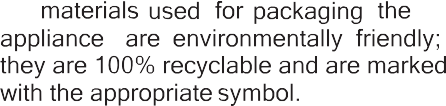 materials used for packaging the
appliance are environmentally friendly;
they are 100% recyclable and are marked
with the appropriate symbol.